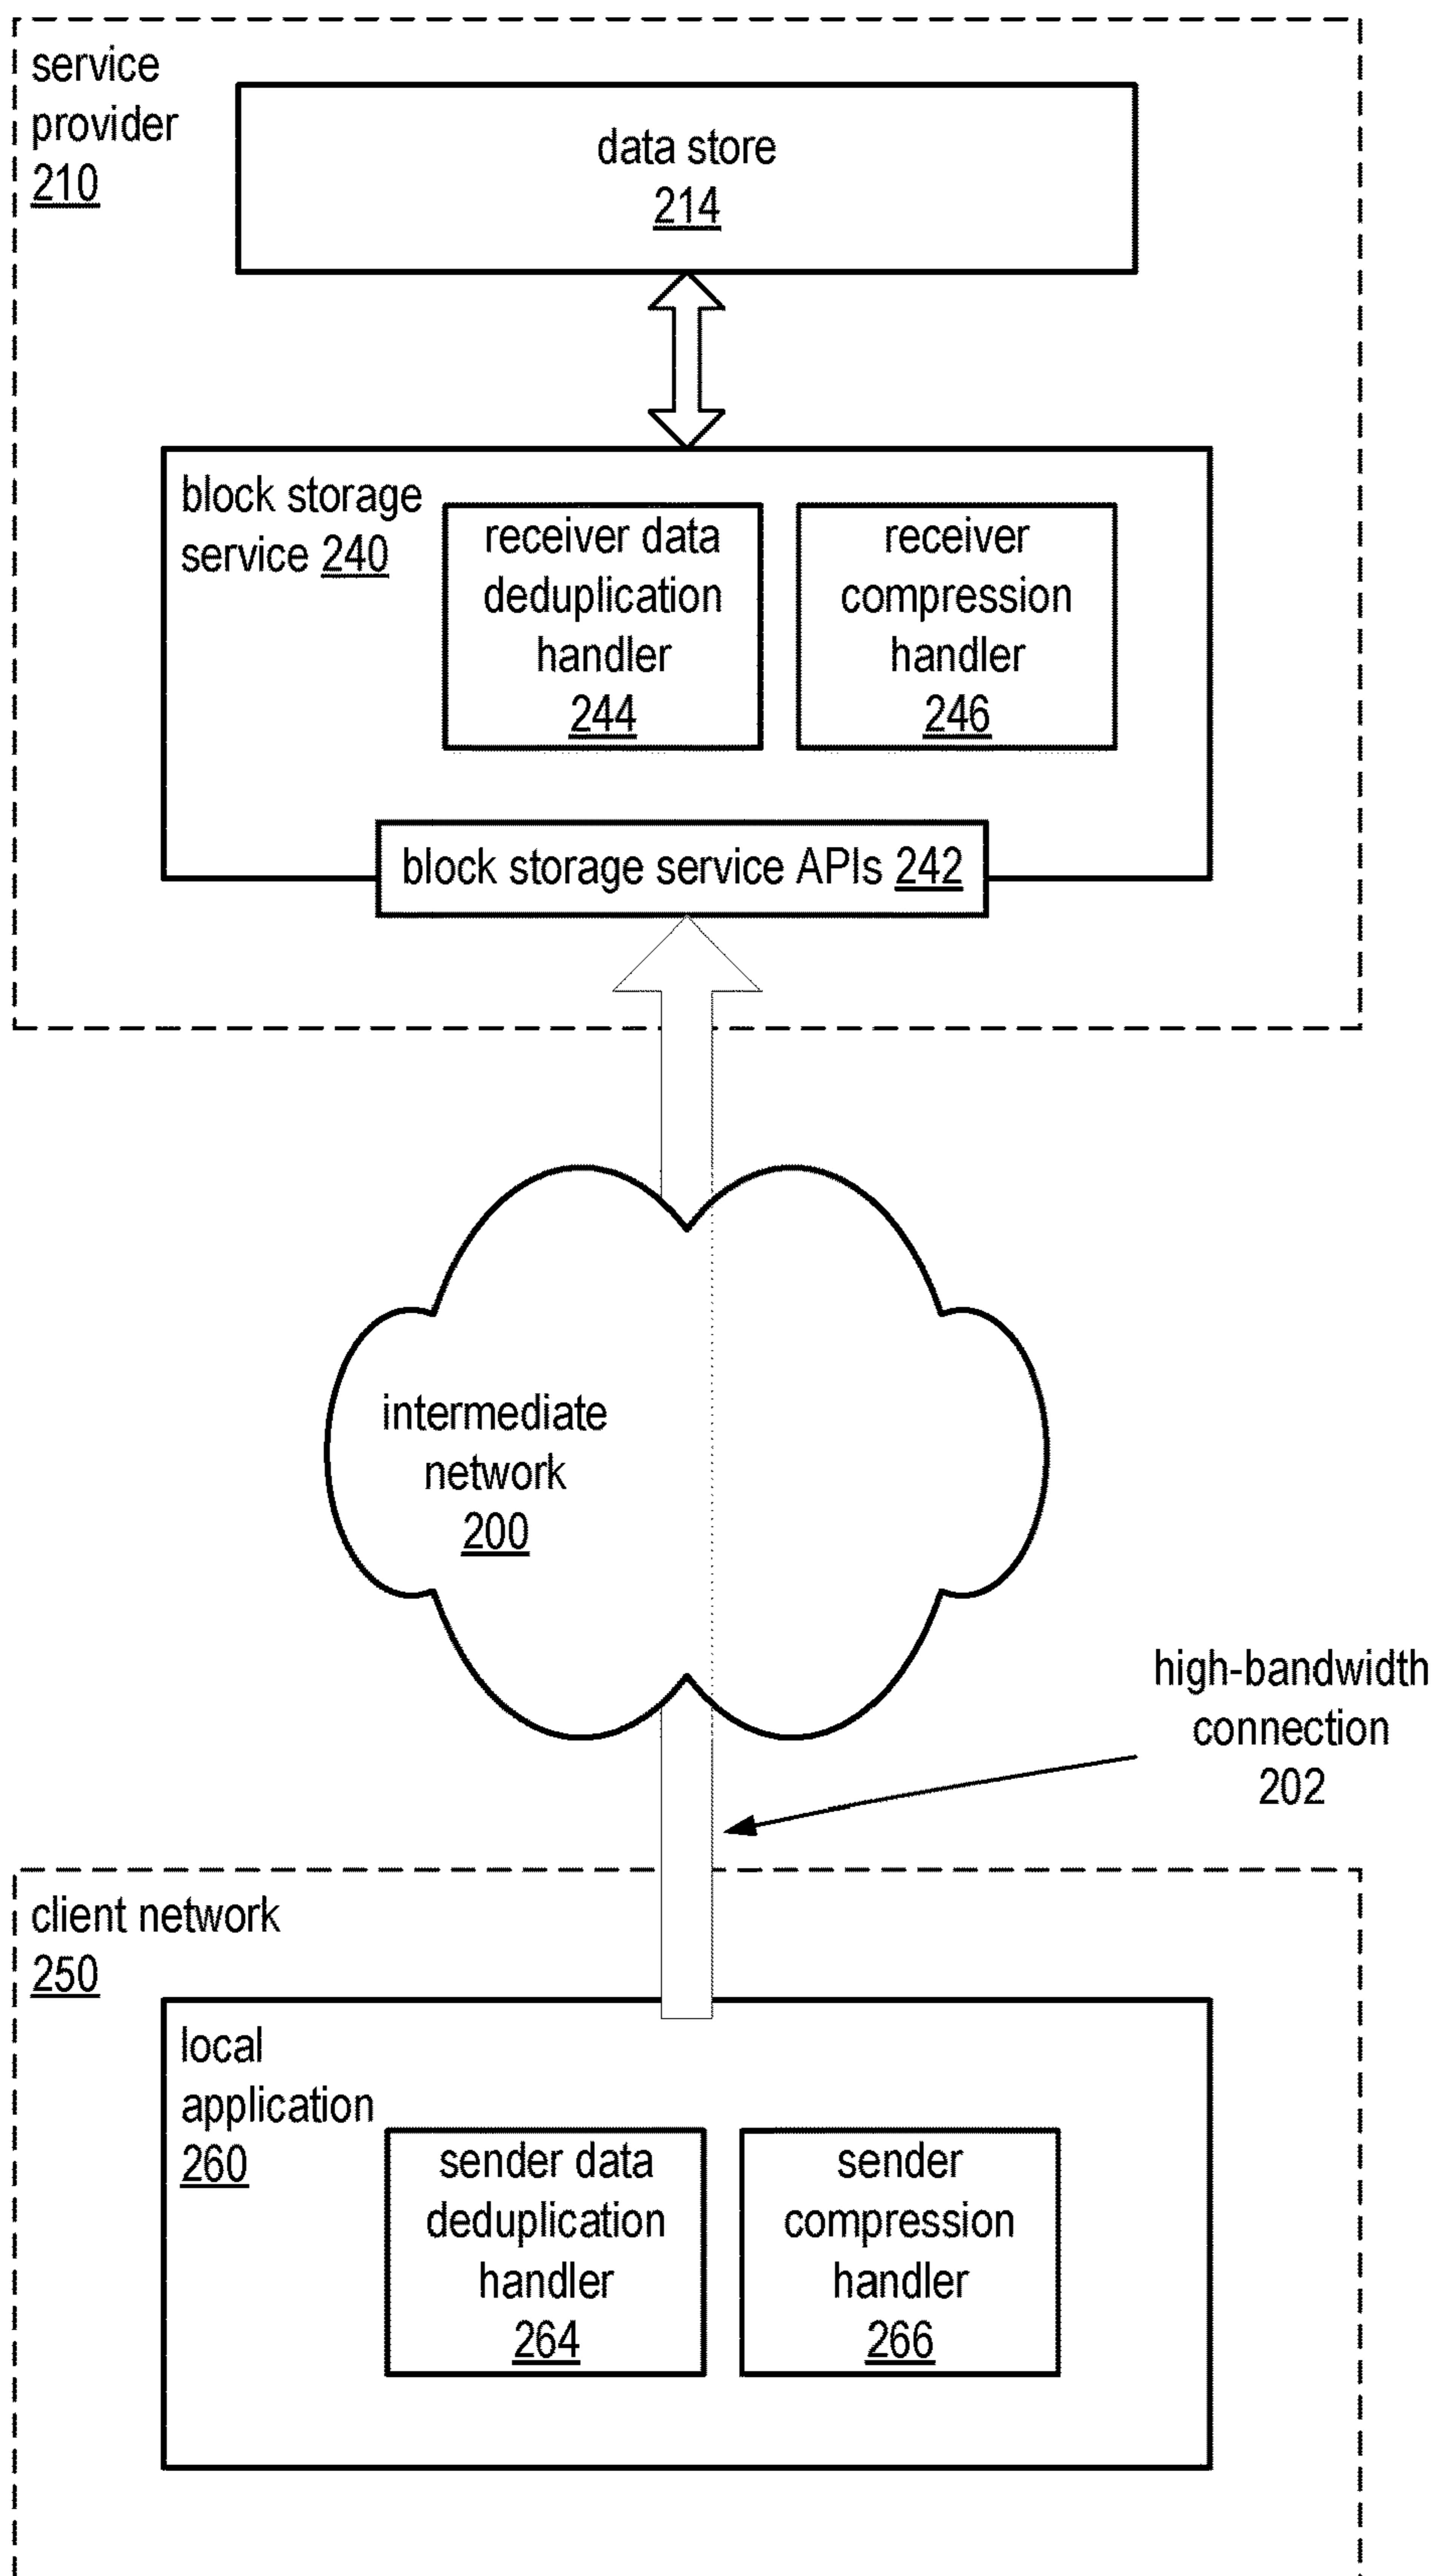 service
provider
210
data store
214
block storage
service 240
receiver data
deduplication
handler
244
receiver
compression
handler
246
block storage service APIs 242
intermediate
network
200
high-bandwidth
connection
202
client network
250
local
application
260
sender data
deduplication
handler
264
sender
compression
handler
266